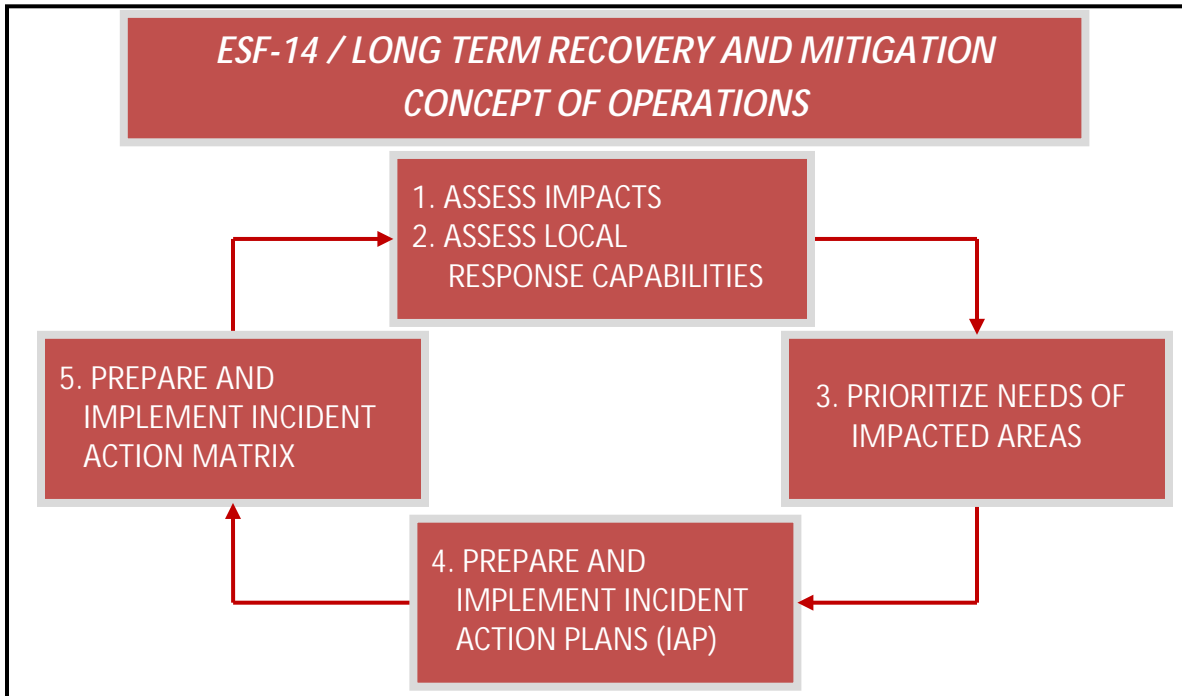 ESF-14 / LONG TERM RECOVERY AND MITIGATION
CONCEPT OF OPERATIONS
1. ASSESS IMPACTS
2. ASSESS LOCAL
RESPONSE CAPABILITIES
3. PRIORITIZE NEEDS OF
IMPACTED AREAS
4. PREPARE AND
IMPLEMENT INCIDENT
ACTION PLANS (IAP)
5. PREPARE AND
IMPLEMENT INCIDENT
ACTION MATRIX